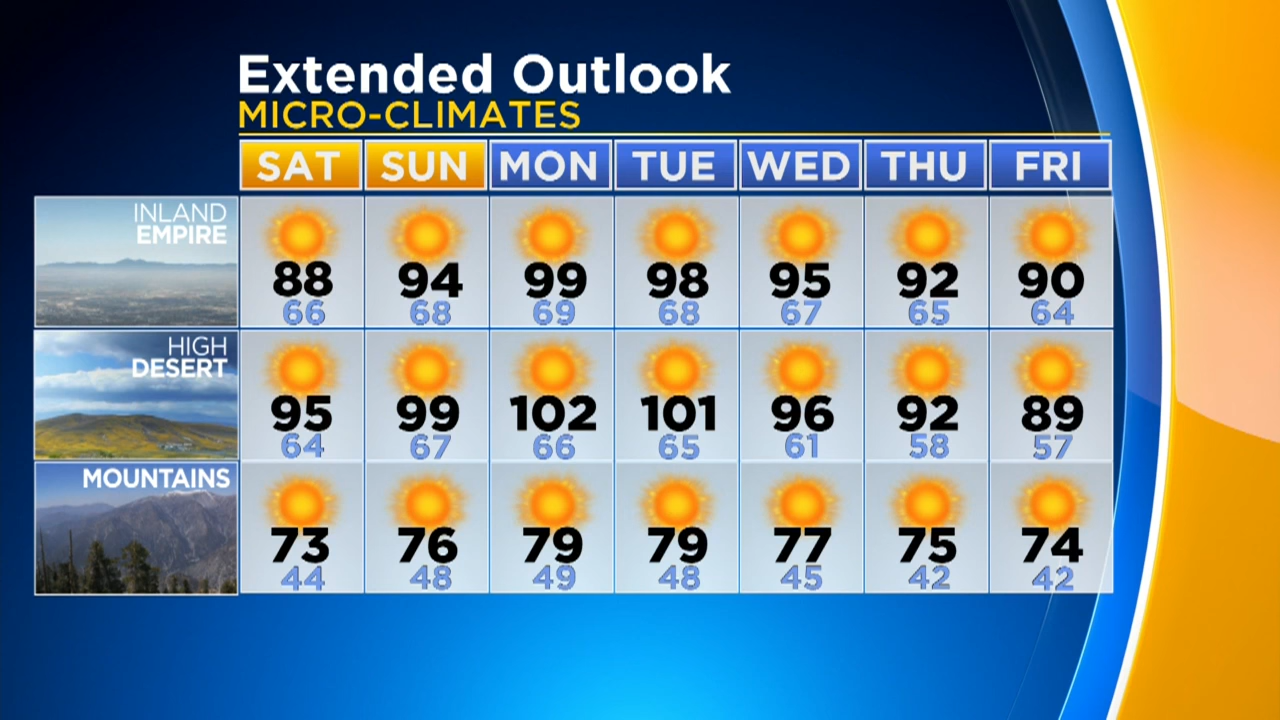 Extended Outlook
MICRO-CLIMATES
SAT SUN MON TUE WED THU FRI
INLAND
EMPIRE
88 94 99 98 95 92 90
66 68 69 68 67 65 64
HIGH
DESERT
95 99 102 101 96 92 89
64 67 66 65 61 58 57
MOUNTAINS
73 76 79 79 77 75 74
44 48 49 48 45 42 42